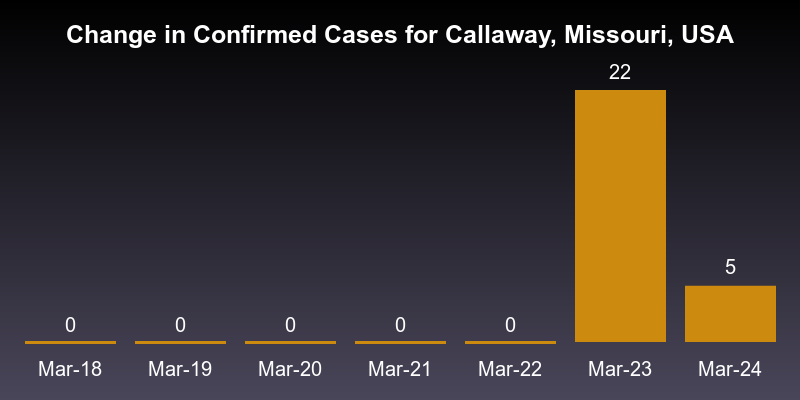 Change in Confirmed Cases for Callaway, Missouri, USA
22
5
0 0 0 0 0
Mar-18 Mar-19 Mar-20 Mar-21 Mar-22 Mar-23 Mar-24